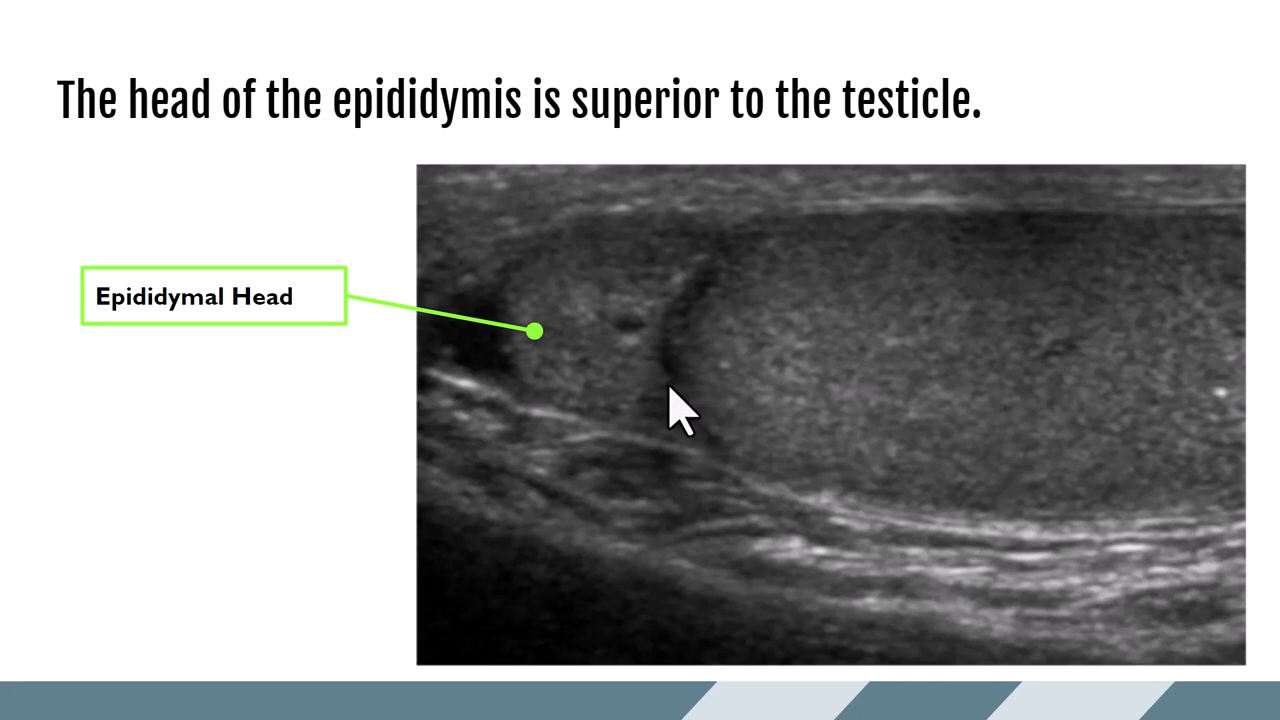 The head of the epididymis is superior to the testicle.
Epididymal Head